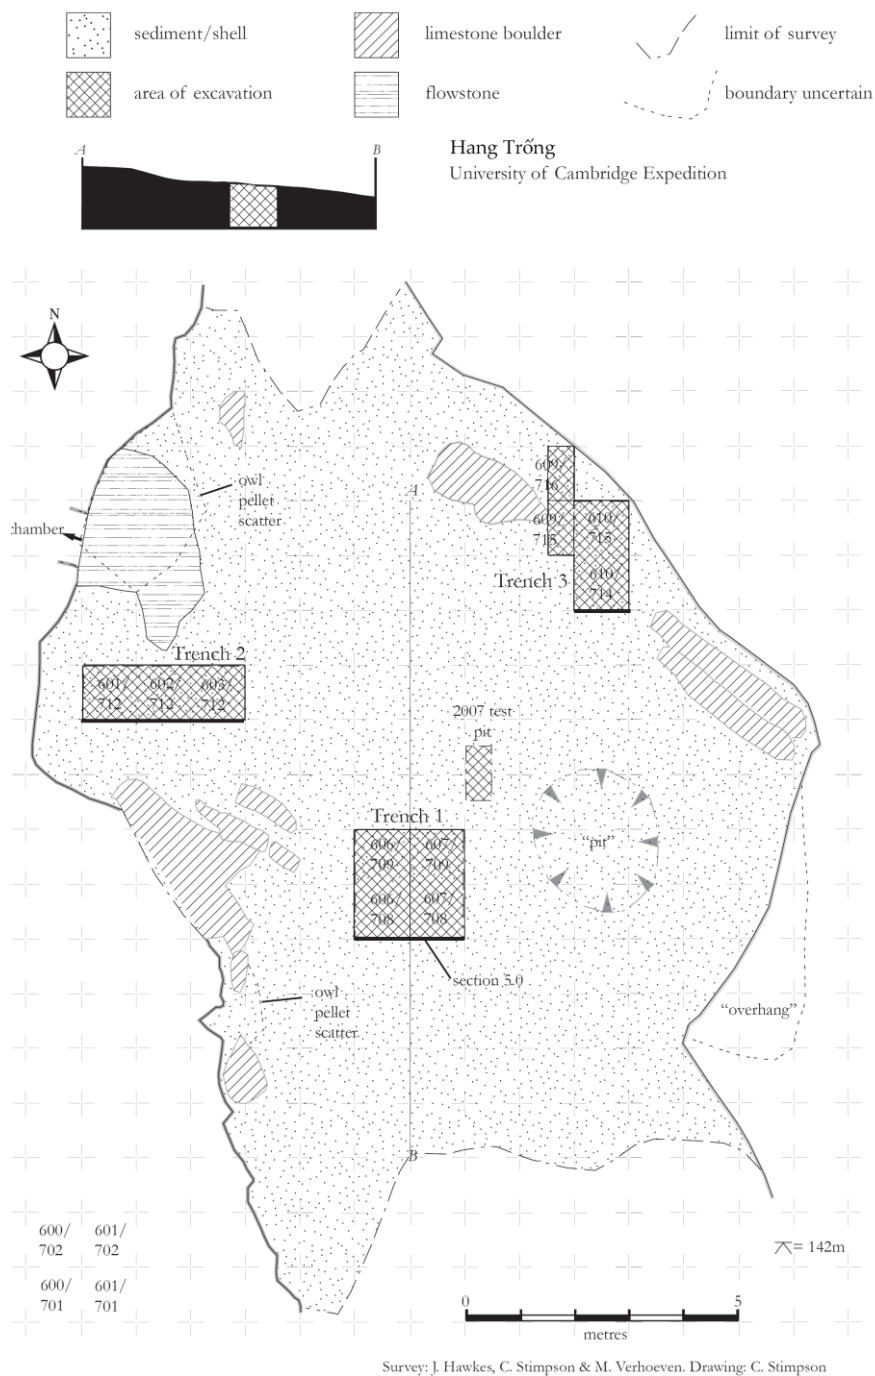 sediment/shell
limestone boulder
limit of survey
area of excavation
flowstone
boundary uncertain
A
B
Hang Trống
University of Cambridge Expedition
N
owl
pellet
scatter
A
609/
716
609/
715
610/
715
610/
714
Trench 3
chamber
Trench 2
601/
712
602/
712
603/
712
2007 test
pit
Trench 1
606/
709
607/
709
606/
708
607/
708
"pit"
section 5.0
owl
pellet
scatter
"overhang"
B
600/
702
601/
702
600/
701
601/
701
= 142m
0
5
metres
Survey: J. Hawkes, C. Stimpson & M. Verhoeven. Drawing: C. Stimpson